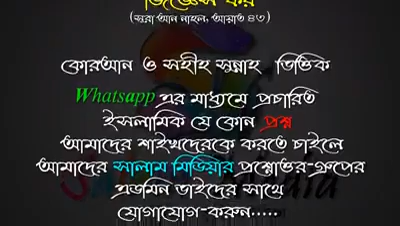 জিজ্ঞেস কর
(সুরা আন নাহল, আয়াত ৪৩)
কোরআন ও সহীহ সুন্নাহ ভিত্তিক
Whatsapp এর মাধ্যমে প্রচারিত
ইসলামিক যে কোন প্রশ্ন
আমাদের শাইখদেরকে করতে চাইলে
আমাদের সালাম মিডিয়ার প্রশ্নোত্তর-গ্রুপের
এডমিন ভাইদের সাথে
যোগাযোগ-করুন.....